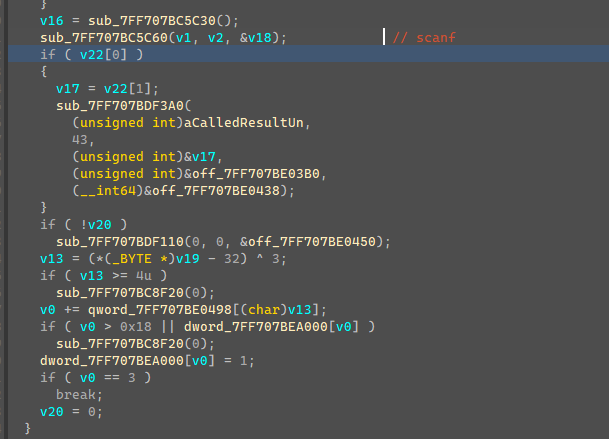 }
v16 = sub_7FF707BC5C30();
sub_7FF707BC5C60(v1, v2, &v18); // scanf
if ( v22[0] )
{
v17 = v22[1];
sub_7FF707BDF3A0(
(unsigned int)aCalledResultUn,
43,
(unsigned int)&v17,
(unsigned int)&off_7FF707BE03B0,
(__int64)&off_7FF707BE0438);
}
if ( !v20 )
sub_7FF707BDF110(0, 0, &off_7FF707BE0450);
v13 = (*(_BYTE *)v19 - 32) ^ 3;
if ( v13 >= 4u )
sub_7FF707BC8F20(0);
v0 += qword_7FF707BE0498[(char)v13];
if ( v0 > 0x18 || dword_7FF707BEA000[v0] )
sub_7FF707BC8F20(0);
dword_7FF707BEA000[v0] = 1;
if ( v0 == 3 )
break;
v20 = 0;
}